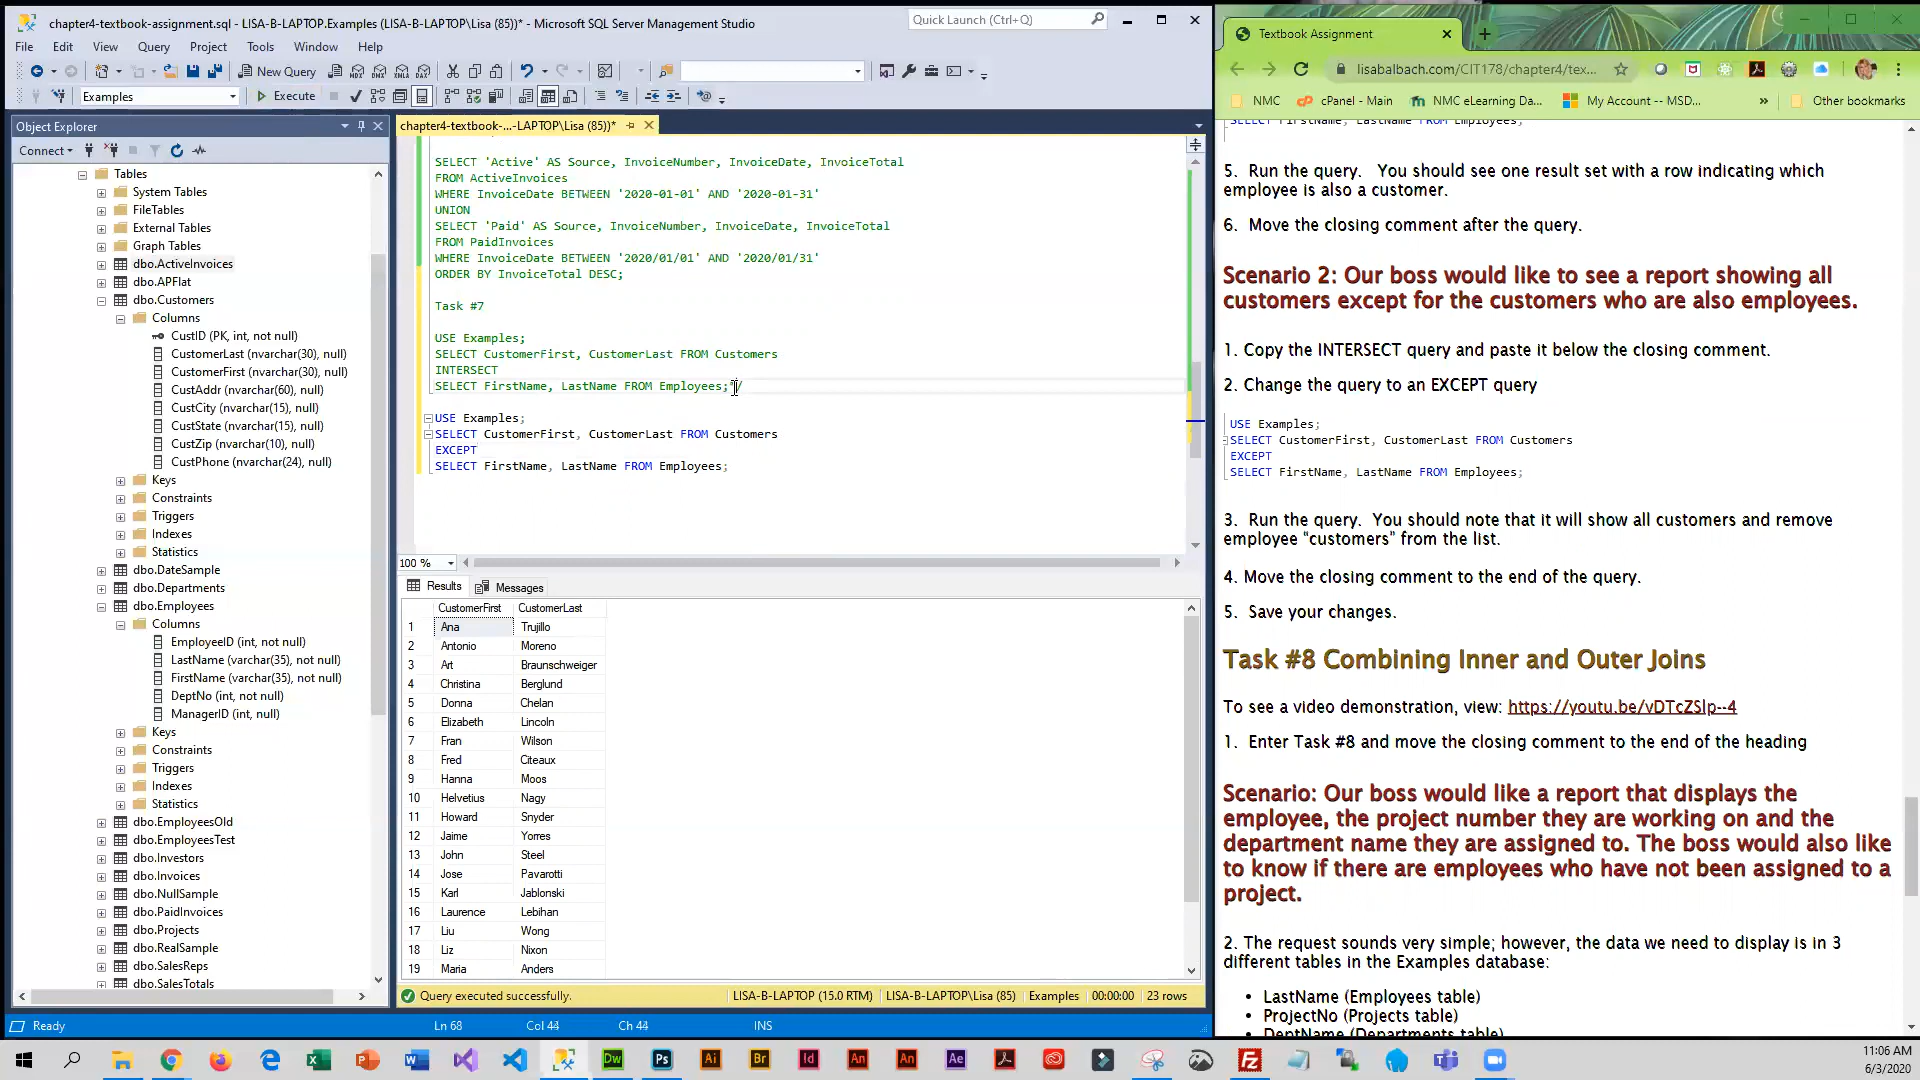 chapter4-textbook-assignment.sql - LISA-B-LAPTOP.Examples (LISA-B-LAPTOP\Lisa (85))* - Microsoft SQL Server Management Studio
Quick Launch (Ctrl+Q)
File Edit View Query Project Tools Window Help
New Query
Examples
Execute
Object Explorer
Connect
Tables
System Tables
FileTables
External Tables
Graph Tables
dbo.ActiveInvoices
dbo.APFlat
dbo.Customers
Columns
CustID (PK, int, not null)
CustomerLast (nvarchar(30), null)
CustomerFirst (nvarchar(30), null)
CustAddr (nvarchar(60), null)
CustCity (nvarchar(15), null)
CustState (nvarchar(15), null)
CustZip (nvarchar(10), null)
CustPhone (nvarchar(24), null)
Keys
Constraints
Triggers
Indexes
Statistics
dbo.DateSample
dbo.Departments
dbo.Employees
Columns
EmployeeID (int, not null)
LastName (varchar(35), not null)
FirstName (varchar(35), not null)
DeptNo (int, not null)
ManagerID (int, null)
Keys
Constraints
Triggers
Indexes
Statistics
dbo.EmployeesOld
dbo.EmployeesTest
dbo.Investors
dbo.Invoices
dbo.NullSample
dbo.PaidInvoices
dbo.Projects
dbo.RealSample
dbo.SalesReps
dbo.SalesTotals
chapter4-textbook-...-LAPTOP\Lisa (85))*
SELECT 'Active' AS Source, InvoiceNumber, InvoiceDate, InvoiceTotal
FROM ActiveInvoices
WHERE InvoiceDate BETWEEN '2020-01-01' AND '2020-01-31'
UNION
SELECT 'Paid' AS Source, InvoiceNumber, InvoiceDate, InvoiceTotal
FROM PaidInvoices
WHERE InvoiceDate BETWEEN '2020/01/01' AND '2020/01/31'
ORDER BY InvoiceTotal DESC;
Task #7
USE Examples;
SELECT CustomerFirst, CustomerLast FROM Customers
INTERSECT
SELECT FirstName, LastName FROM Employees;*/
USE Examples;
SELECT CustomerFirst, CustomerLast FROM Customers
EXCEPT
SELECT FirstName, LastName FROM Employees;
100 %
Results Messages
CustomerFirst CustomerLast
1 Ana Trujillo
2 Antonio Moreno
3 Art Braunschweiger
4 Christina Berglund
5 Donna Chelan
6 Elizabeth Lincoln
7 Fran Wilson
8 Fred Citeaux
9 Hanna Moos
10 Helvetius Nagy
11 Howard Snyder
12 Jaime Yorres
13 John Steel
14 Jose Pavarotti
15 Karl Jablonski
16 Laurence Lebihan
17 Liu Wong
18 Liz Nixon
19 Maria Anders
Query executed successfully. LISA-B-LAPTOP (15.0 RTM) LISA-B-LAPTOP\Lisa (85) Examples 00:00:00 23 rows
Ready Ln 68 Col 44 Ch 44 INS
Textbook Assignment
lisabalbach.com/CIT178/chapter4/tex...
NMC cPanel - Main NMC eLearning Da... My Account -- MSD... » Other bookmarks
SELECT FirstName, LastName FROM Employees;
5. Run the query. You should see one result set with a row indicating which
employee is also a customer.
6. Move the closing comment after the query.
Scenario 2: Our boss would like to see a report showing all
customers except for the customers who are also employees.
1. Copy the INTERSECT query and paste it below the closing comment.
2. Change the query to an EXCEPT query
USE Examples;
SELECT CustomerFirst, CustomerLast FROM Customers
EXCEPT
SELECT FirstName, LastName FROM Employees;
3. Run the query. You should note that it will show all customers and remove
employee "customers" from the list.
4. Move the closing comment to the end of the query.
5. Save your changes.
Task #8 Combining Inner and Outer Joins
To see a video demonstration, view: https://youtu.be/vDTcZSlp--4
1. Enter Task #8 and move the closing comment to the end of the heading
Scenario: Our boss would like a report that displays the
employee, the project number they are working on and the
department name they are assigned to. The boss would also like
to know if there are employees who have not been assigned to a
project.
2. The request sounds very simple; however, the data we need to display is in 3
different tables in the Examples database:
• LastName (Employees table)
• ProjectNo (Projects table)
• DeptName (Departments table)
11:06 AM
6/3/2020